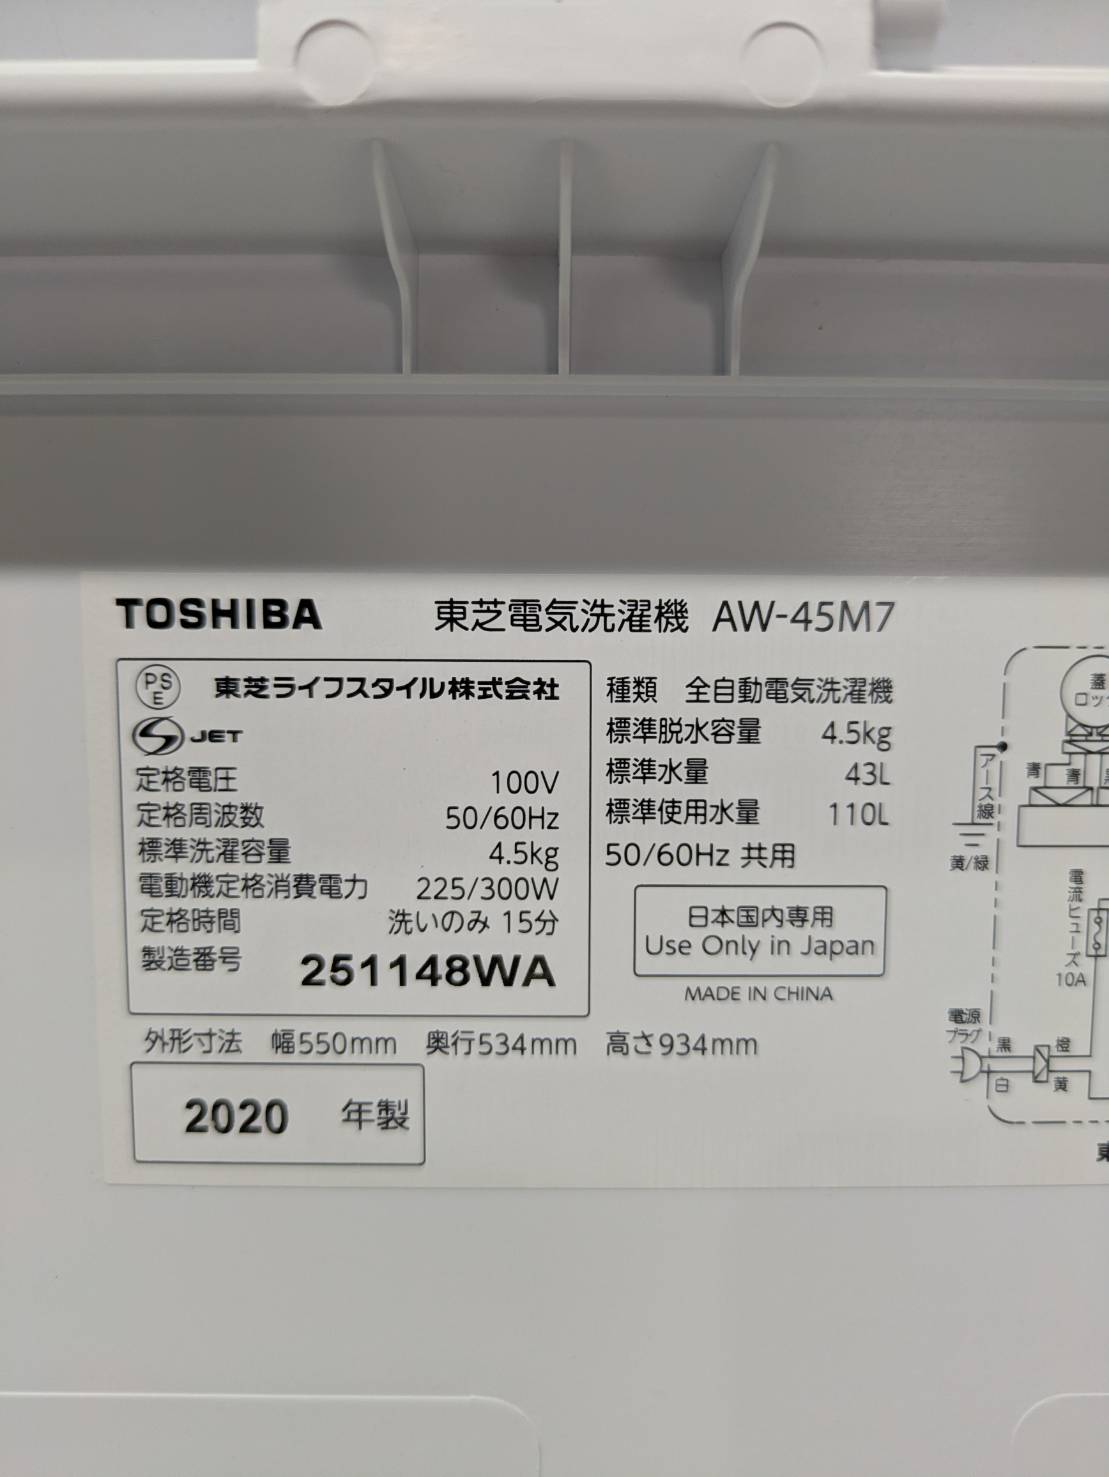 TOSHIBA 東芝電気洗濯機 AW-45M7
PS
E
東芝ライフスタイル株式会社
S JET
定格電圧 100V
定格周波数 50/60Hz
標準洗濯容量 4.5kg
電動機定格消費電力 225/300W
定格時間 洗いのみ 15分
製造番号 251148WA
種類 全自動電気洗濯機
標準脱水容量 4.5kg
標準水量 43L
標準使用水量 110L
50/60Hz 共用
日本国内専用
Use Only in Japan
MADE IN CHINA
外形寸法 幅550mm 奥行534mm 高さ934mm
2020 年製
蓋
ロッ
アース線
青
青
黄/緑
電流ヒューズ
10A
電源
プラグ
黒
橙
白
黄